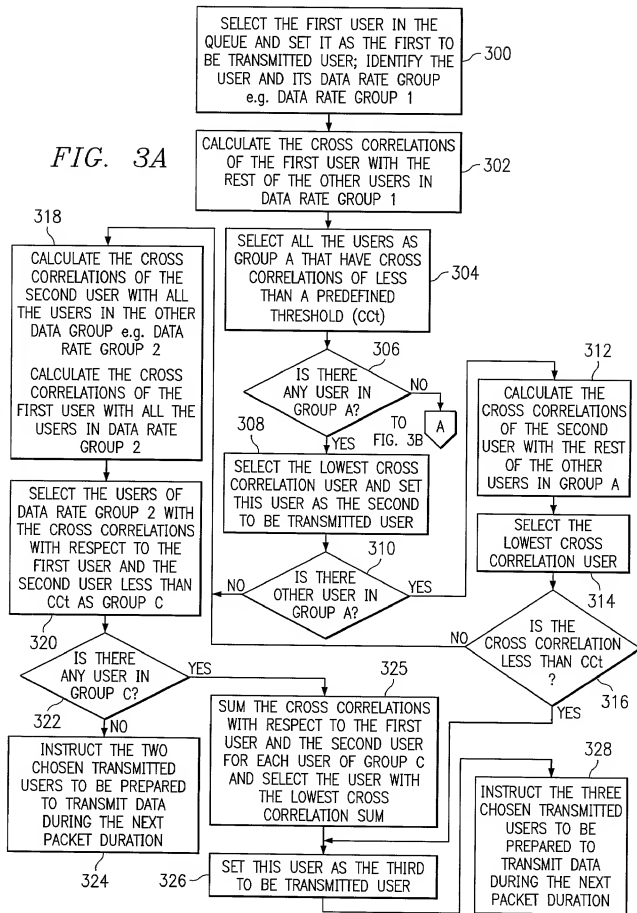 SELECT THE FIRST USER IN THE
QUEUE AND SET IT AS THE FIRST TO
BE TRANSMITTED USER; IDENTIFY THE
USER AND ITS DATA RATE GROUP
e.g. DATA RATE GROUP 1
300
FIG. 3A
CALCULATE THE CROSS CORRELATIONS
OF THE FIRST USER WITH THE
REST OF THE OTHER USERS IN
DATA RATE GROUP 1
302
SELECT ALL THE USERS AS
GROUP A THAT HAVE CROSS
CORRELATIONS OF LESS
THAN A PREDEFINED
THRESHOLD (CCt)
304
IS THERE
ANY USER IN
GROUP A?
306
NO
A
TO
FIG. 3B
YES
308
SELECT THE LOWEST CROSS
CORRELATION USER AND SET
THIS USER AS THE SECOND
TO BE TRANSMITTED USER
310
IS THERE
OTHER USER IN
GROUP A?
NO
YES
312
CALCULATE THE
CROSS CORRELATIONS
OF THE SECOND
USER WITH THE REST
OF THE OTHER
USERS IN GROUP A
SELECT THE
LOWEST CROSS
CORRELATION USER
314
IS THE
CROSS CORRELATION
LESS THAN CCt
?
316
NO
YES
318
CALCULATE THE CROSS
CORRELATIONS OF THE
SECOND USER WITH ALL
THE USERS IN THE OTHER
DATA GROUP e.g. DATA
RATE GROUP 2
CALCULATE THE CROSS
CORRELATIONS OF THE
FIRST USER WITH ALL THE
USERS IN DATA RATE
GROUP 2
SELECT THE USERS OF
DATA RATE GROUP 2 WITH
THE CROSS CORRELATIONS
WITH RESPECT TO THE
FIRST USER AND THE
SECOND USER LESS THAN
CCt AS GROUP C
320
IS THERE
ANY USER IN
GROUP C?
322
YES
NO
INSTRUCT THE TWO
CHOSEN TRANSMITTED
USERS TO BE PREPARED
TO TRANSMIT DATA
DURING THE NEXT
PACKET DURATION
324
325
SUM THE CROSS CORRELATIONS
WITH RESPECT TO THE FIRST
USER AND THE SECOND USER
FOR EACH USER OF GROUP C
AND SELECT THE USER WITH
THE LOWEST CROSS
CORRELATION SUM
326
SET THIS USER AS THE THIRD
TO BE TRANSMITTED USER
328
INSTRUCT THE THREE
CHOSEN TRANSMITTED
USERS TO BE
PREPARED TO
TRANSMIT DATA
DURING THE NEXT
PACKET DURATION